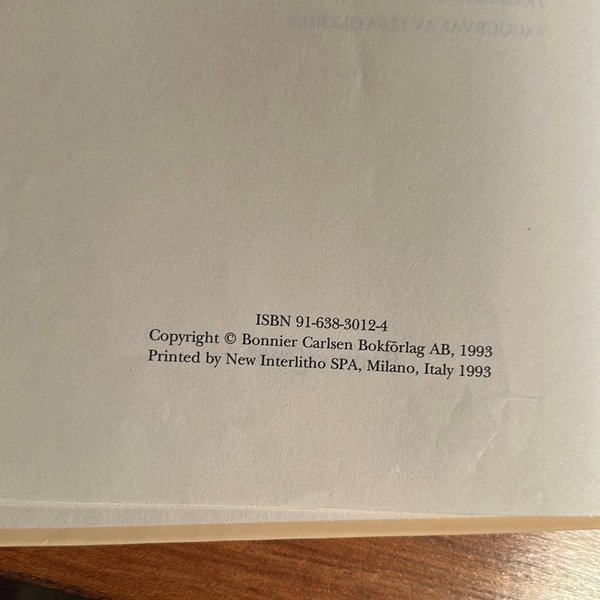 ISBN 91-638-3012-4
Copyright © Bonnier Carlsen Bokförlag AB, 1993
Printed by New Interlitho SPA, Milano, Italy 1993